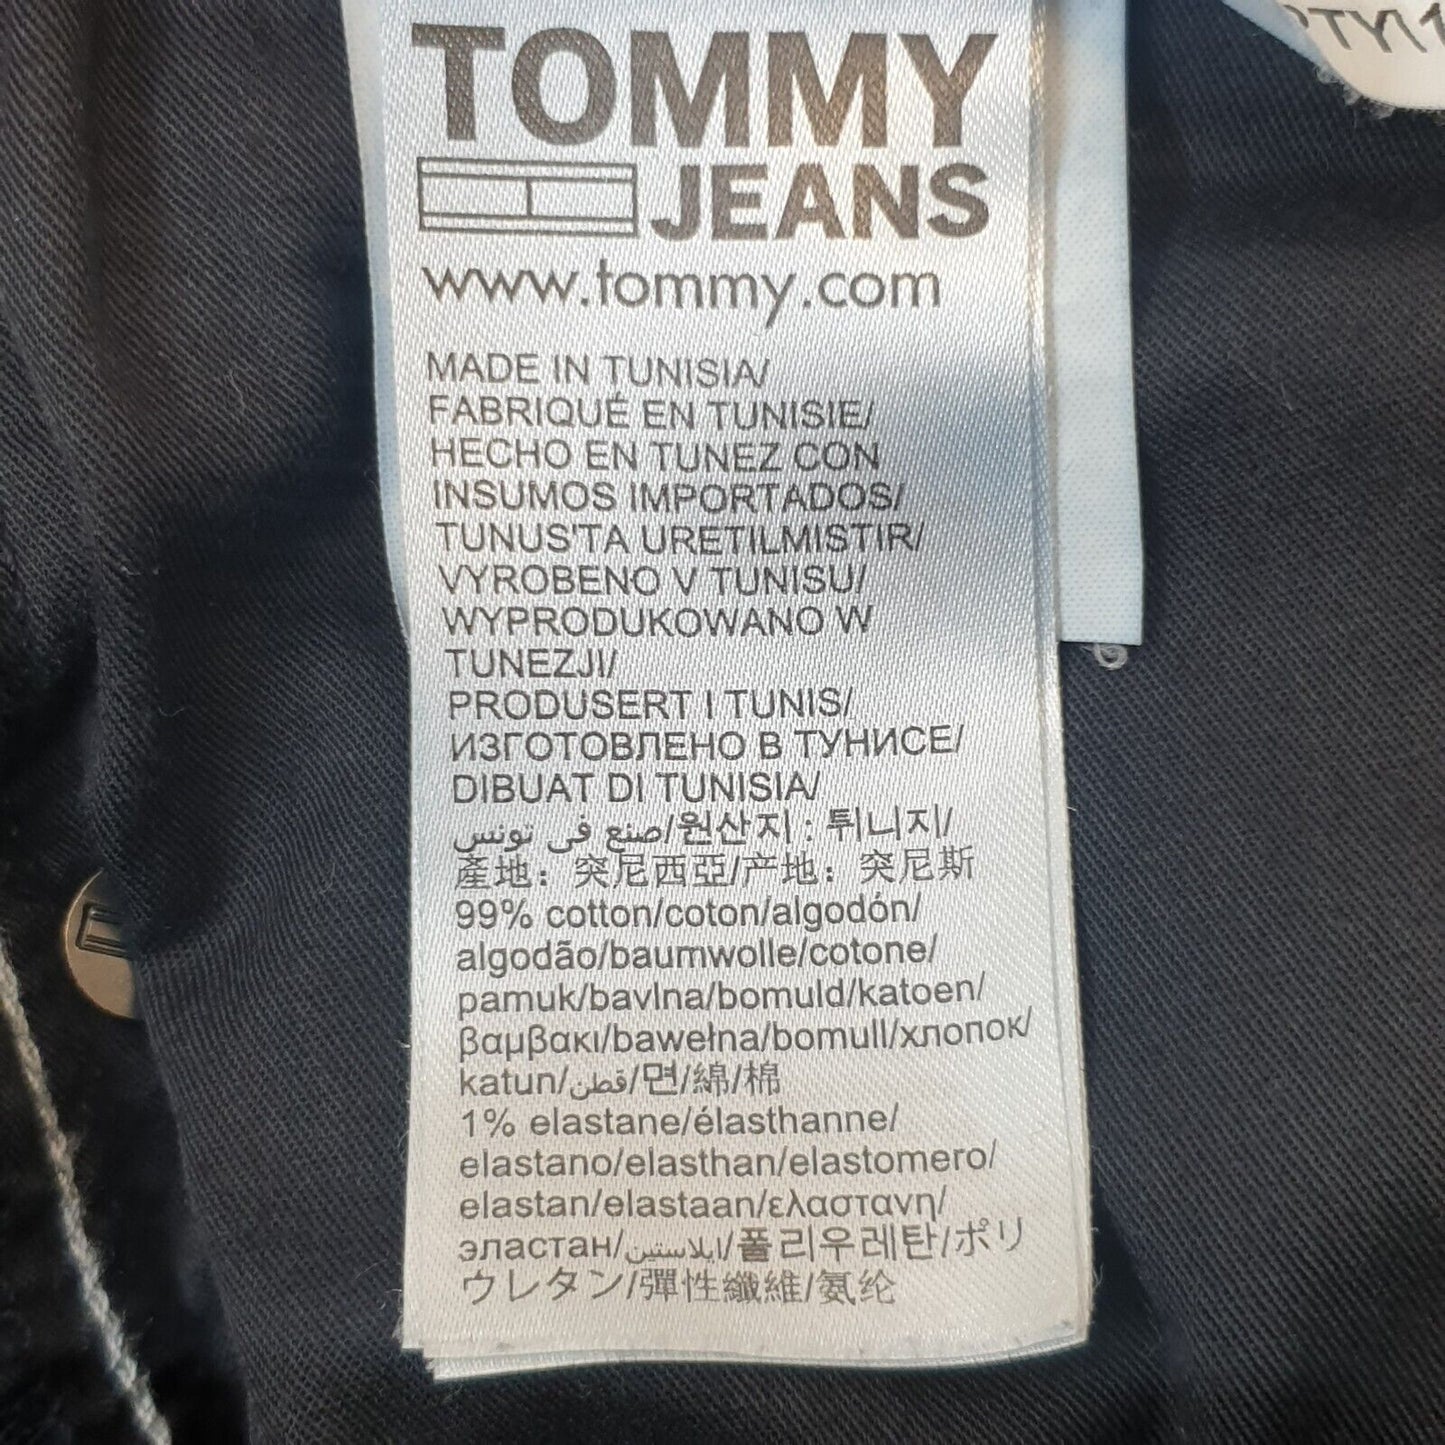 TOMMY
JEANS
www.tommy.com
MADE IN TUNISIA/
FABRIQUÉ EN TUNISIE/
HECHO EN TUNEZ CON
INSUMOS IMPORTADOS/
TUNUS'TA URETILMISTIR/
VYROBENO V TUNISU/
WYPRODUKOWANO W
TUNEZJI/
PRODUSERT I TUNIS/
ИЗГОТОВЛЕНО В ТУНИСЕ/
DIBUAT DI TUNISIA/
صنع في تونس/원산지 : 튀니지/
產地：突尼西亞/产地：突尼斯
99% cotton/coton/algodón/
algodão/baumwolle/cotone/
pamuk/bavlna/bomuld/katoen/
βαμβακι/bawełna/bomull/хлопок/
katun/قطن/면/綿/棉
1% elastane/élasthanne/
elastano/elasthan/elastomero/
elastan/elastaan/ελαστανη/
эластан/ايلاستين/폴리우레탄/ポリ
ウレタン/彈性纖維/氨纶